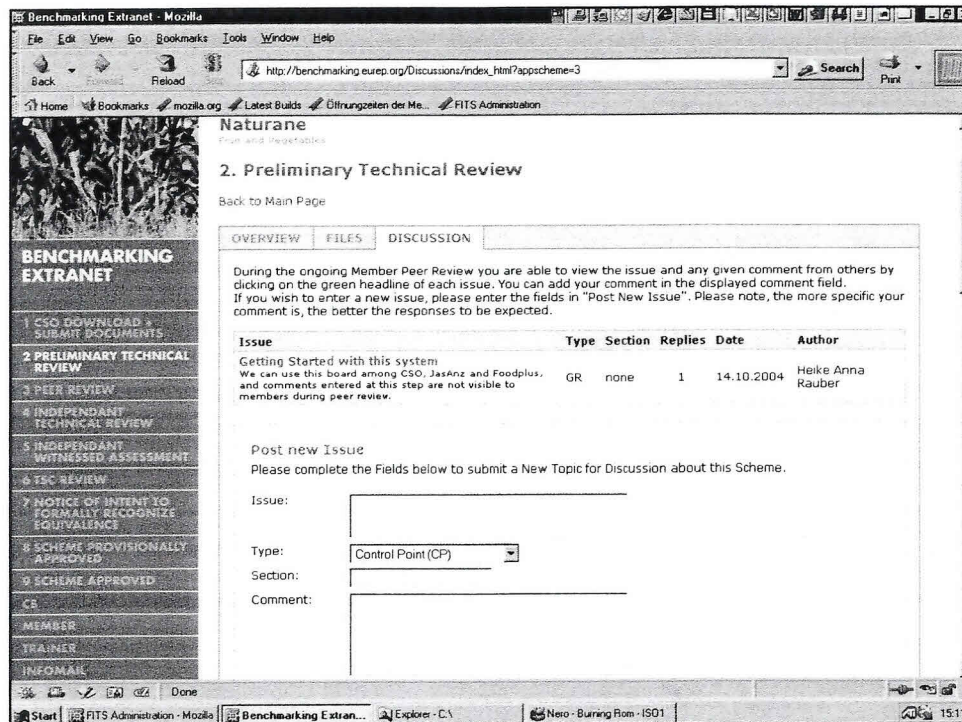 Benchmarking Extranet - Mozilla
File Edit View Go Bookmarks Tools Window Help
Back Forward Reload http://benchmarking.eurep.org/Discussions/index_html?appscheme=3 Search Print
Home Bookmarks mozilla.org Latest Builds Öffnungzeiten der Me... FITS Administration
Naturane
Fruit and Vegetables
2. Preliminary Technical Review
Back to Main Page
OVERVIEW FILES DISCUSSION
During the ongoing Member Peer Review you are able to view the issue and any given comment from others by
clicking on the green headline of each issue. You can add your comment in the displayed comment field.
If you wish to enter a new issue, please enter the fields in "Post New Issue". Please note, the more specific your
comment is, the better the responses to be expected.
Issue Type Section Replies Date Author
Getting Started with this system
We can use this board among CSO, JasAnz and Foodplus,
and comments entered at this step are not visible to
members during peer review.
GR none 1 14.10.2004 Heike Anna
Rauber
Post new Issue
Please complete the Fields below to submit a New Topic for Discussion about this Scheme.
Issue:
Type: Control Point (CP)
Section:
Comment:
BENCHMARKING
EXTRANET
1 CSO DOWNLOAD +
SUBMIT DOCUMENTS
2 PRELIMINARY TECHNICAL
REVIEW
3 PEER REVIEW
4 INDEPENDANT
TECHNICAL REVIEW
5 INDEPENDANT
WITNESSED ASSESSMENT
6 TSC REVIEW
7 NOTICE OF INTENT TO
FORMALLY RECOGNIZE
EQUIVALENCE
8 SCHEME PROVISIONALLY
APPROVED
9 SCHEME APPROVED
CB
MEMBER
TRAINER
INFOMAIL
Done
Start FITS Administration - Mozilla Benchmarking Extran... Explorer - C:\ Nero - Burning Rom - ISO1 15:1